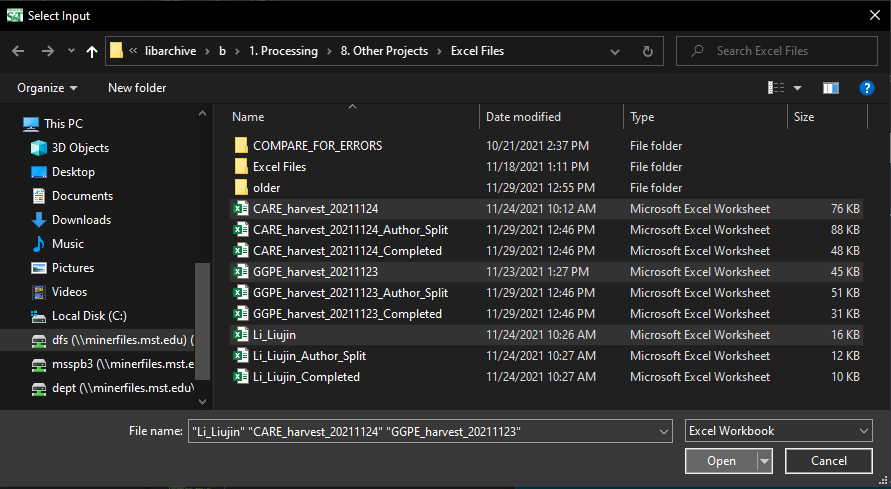 SAT Select Input
« libarchive > b > 1. Processing > 8. Other Projects > Excel Files
Search Excel Files
Organize
New folder
This PC
3D Objects
Desktop
Documents
Downloads
Music
Pictures
Videos
Local Disk (C:)
dfs (\\minerfiles.mst.edu) (
msspb3 (\\minerfiles.mst.e
dept (\\minerfiles.mst.edu\
Name Date modified Type Size
COMPARE_FOR_ERRORS 10/21/2021 2:37 PM File folder
Excel Files 11/18/2021 1:11 PM File folder
older 11/29/2021 12:55 PM File folder
CARE_harvest_20211124 11/24/2021 10:12 AM Microsoft Excel Worksheet 76 KB
CARE_harvest_20211124_Author_Split 11/29/2021 12:46 PM Microsoft Excel Worksheet 88 KB
CARE_harvest_20211124_Completed 11/29/2021 12:46 PM Microsoft Excel Worksheet 48 KB
GGPE_harvest_20211123 11/23/2021 1:27 PM Microsoft Excel Worksheet 45 KB
GGPE_harvest_20211123_Author_Split 11/29/2021 12:46 PM Microsoft Excel Worksheet 51 KB
GGPE_harvest_20211123_Completed 11/29/2021 12:46 PM Microsoft Excel Worksheet 31 KB
Li_Liujin 11/24/2021 10:26 AM Microsoft Excel Worksheet 16 KB
Li_Liujin_Author_Split 11/24/2021 10:27 AM Microsoft Excel Worksheet 12 KB
Li_Liujin_Completed 11/24/2021 10:27 AM Microsoft Excel Worksheet 10 KB
File name: "Li_Liujin" "CARE_harvest_20211124" "GGPE_harvest_20211123"
Excel Workbook
Open
Cancel